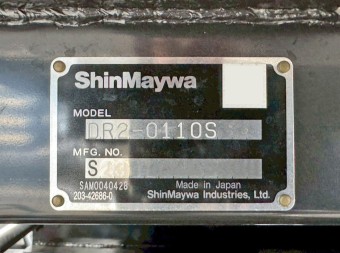 ShinMaywa
MODEL
DR2-0110S
MFG. NO.
S
SAM0040428
Made in Japan
203-42686-0
ShinMaywa Industries, Ltd.